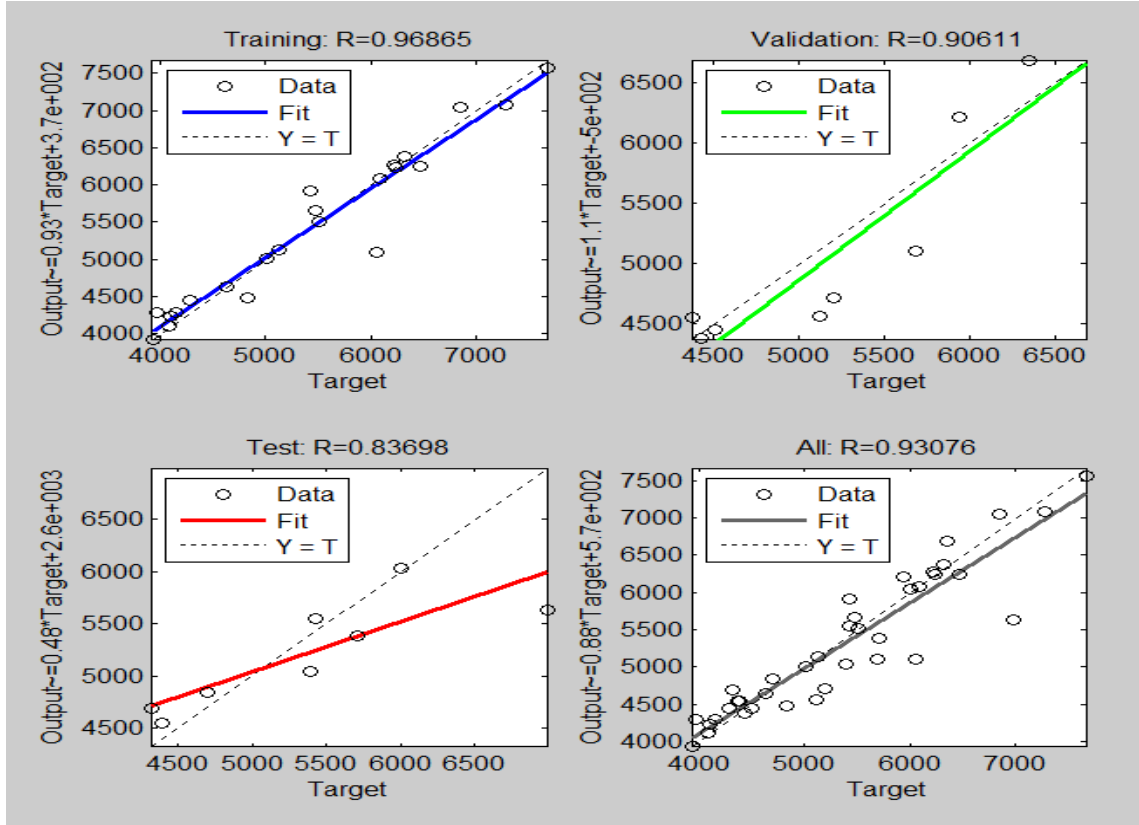 Training: R=0.96865
Output~=0.93*Target+3.7e+002
7500
7000
6500
6000
5500
5000
4500
4000
Data
Fit
Y = T
4000 5000 6000 7000
Target
Validation: R=0.90611
Output~=1.1*Target+-5e+002
6500
6000
5500
5000
4500
Data
Fit
Y = T
4500 5000 5500 6000 6500
Target
Test: R=0.83698
Output~=0.48*Target+2.6e+003
6500
6000
5500
5000
4500
Data
Fit
Y = T
4500 5000 5500 6000 6500
Target
All: R=0.93076
Output~=0.88*Target+5.7e+002
7500
7000
6500
6000
5500
5000
4500
4000
Data
Fit
Y = T
4000 5000 6000 7000
Target